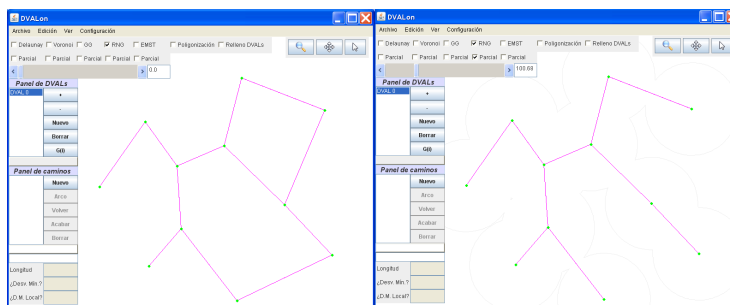 DVALon
Archivo Edición Ver Configuración
Delaunay Voronoi GG RNG EMST Poligonización Relleno DVALs
Parcial Parcial Parcial Parcial Parcial
0.0
Panel de DVALs
DVAL 0
+
-
Nuevo
Borrar
G(i)
Panel de caminos
Nuevo
Arco
Volver
Acabar
Borrar
Longitud
¿Desv. Mín.?
¿D.M. Local?
DVALon
Archivo Edición Ver Configuración
Delaunay Voronoi GG RNG EMST Poligonización Relleno DVALs
Parcial Parcial Parcial Parcial Parcial
100.68
Panel de DVALs
DVAL 0
+
-
Nuevo
Borrar
G(i)
Panel de caminos
Nuevo
Arco
Volver
Acabar
Borrar
Longitud
¿Desv. Mín.?
¿D.M. Local?